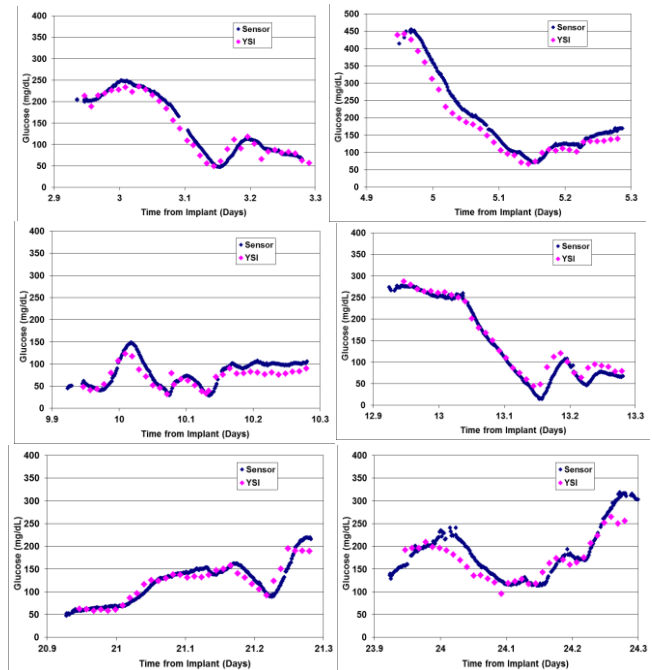 Glucose (mg/dL)
400
350
300
250
200
150
100
50
0
Sensor
YSI
2.9 3 3.1 3.2 3.3
Time from Implant (Days)
Glucose (mg/dL)
500
450
400
350
300
250
200
150
100
50
0
Sensor
YSI
4.9 5 5.1 5.2 5.3
Time from Implant (Days)
Glucose (mg/dL)
400
350
300
250
200
150
100
50
0
Sensor
YSI
9.9 10 10.1 10.2 10.3
Time from Implant (Days)
Glucose (mg/dL)
400
350
300
250
200
150
100
50
0
Sensor
YSI
12.9 13 13.1 13.2 13.3
Time from Implant (Days)
Glucose (mg/dL)
400
350
300
250
200
150
100
50
0
Sensor
YSI
20.9 21 21.1 21.2 21.3
Time from Implant (Days)
Glucose (mg/dL)
400
350
300
250
200
150
100
50
0
Sensor
YSI
23.9 24 24.1 24.2 24.3
Time from Implant (Days)